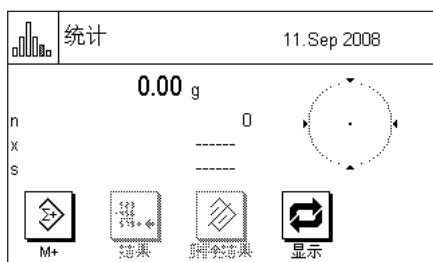 统计
11.Sep 2008
0.00 g
n 0
x ------
s ------
M+ 结果 删除结果 显示